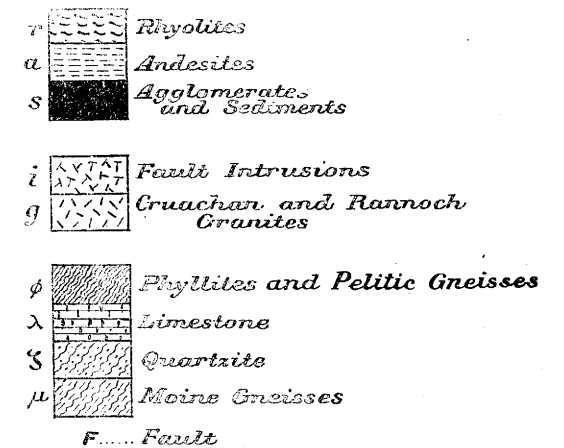 r Rhyolites
a Andesites
s Agglomerates
and Sediments
i Fault Intrusions
g Cruachan and Rannoch
Granites
φ Phyllites and Pelitic Gneisses
λ Limestone
ζ Quartzite
μ Moine Gneisses
F...... Fault